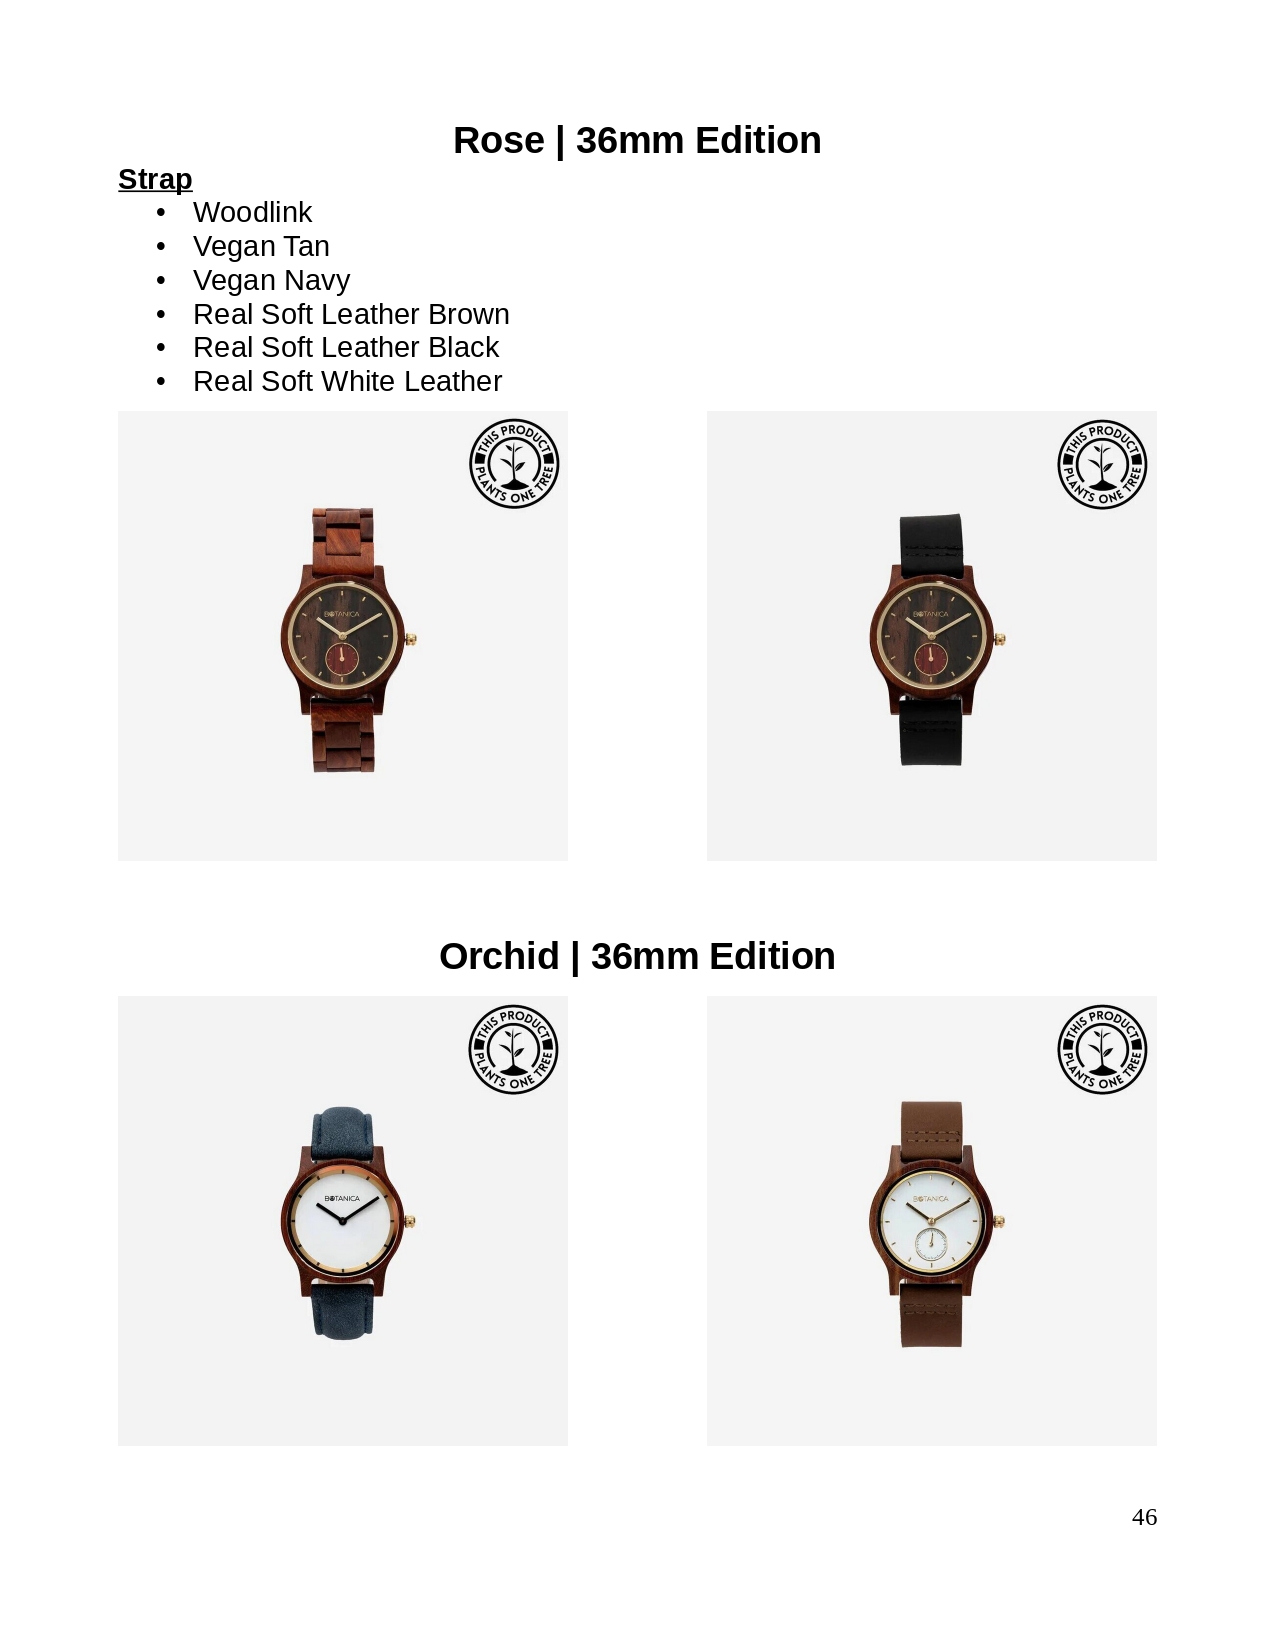 Rose | 36mm Edition
Strap
• Woodlink
• Vegan Tan
• Vegan Navy
• Real Soft Leather Brown
• Real Soft Leather Black
• Real Soft White Leather
THIS PRODUCT
PLANTS ONE TREE
BOTANICA
THIS PRODUCT
PLANTS ONE TREE
BOTANICA
Orchid | 36mm Edition
THIS PRODUCT
PLANTS ONE TREE
BOTANICA
THIS PRODUCT
PLANTS ONE TREE
BOTANICA
46